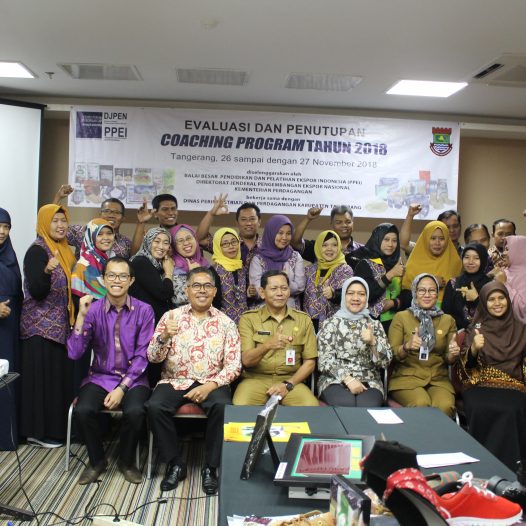 DJPEN
PPEI
EVALUASI DAN PENUTUPAN
COACHING PROGRAM TAHUN 2018
Tangerang, 26 sampai dengan 27 November 2018
diselenggarakan oleh
BALAI BESAR PENDIDIKAN DAN PELATIHAN EKSPOR INDONESIA (PPEI)
DIREKTORAT JENDERAL PENGEMBANGAN EKSPOR NASIONAL
KEMENTERIAN PERDAGANGAN
bekerja sama dengan
DINAS PERINDUSTRIAN DAN PERDAGANGAN KABUPATEN TANGERANG